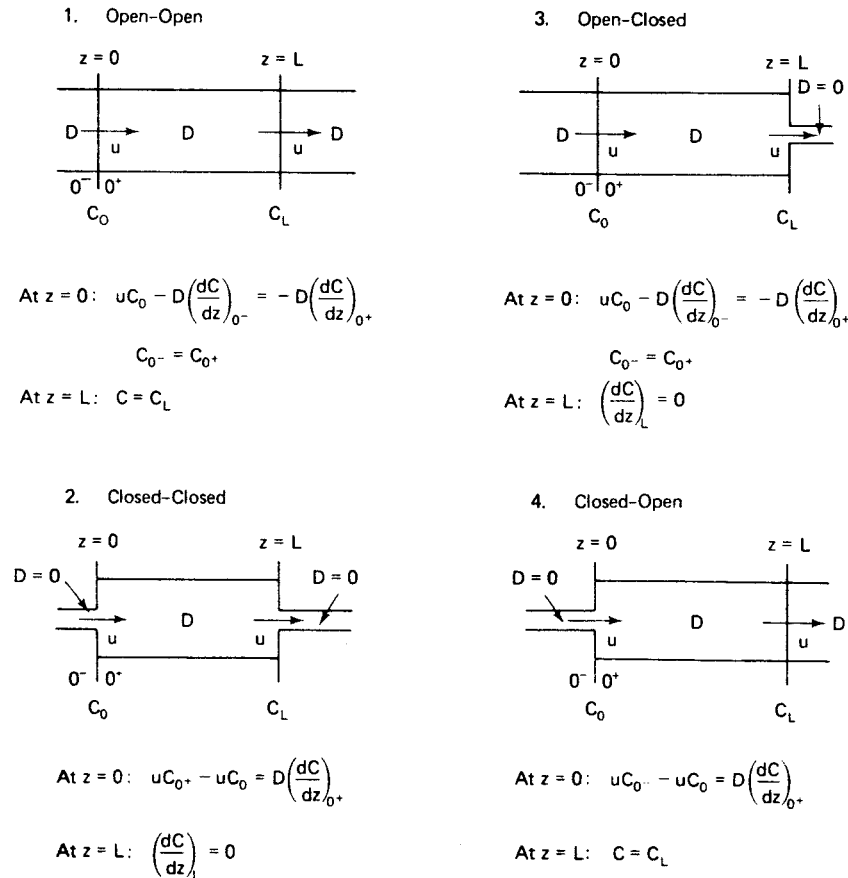 1. Open-Open
z = 0
z = L
D
u
D
u
D
0⁻ 0⁺
C_O
C_L
At z = 0: uC₀ − D(dC/dz)₀⁻ = − D(dC/dz)₀⁺
C₀⁻ = C₀⁺
At z = L: C = C_L
2. Closed-Closed
z = 0
z = L
D = 0
D = 0
D
u
u
0⁻ 0⁺
C₀
C_L
At z = 0: uC₀⁺ − uC₀ = D(dC/dz)₀⁺
At z = L: (dC/dz)_L = 0
3. Open-Closed
z = 0
z = L
D = 0
D
u
D
u
0⁻ 0⁺
C₀
C_L
At z = 0: uC₀ − D(dC/dz)₀⁻ = − D(dC/dz)₀⁺
C₀⁻ = C₀⁺
At z = L: (dC/dz)_L = 0
4. Closed-Open
z = 0
z = L
D = 0
D
D
u
u
0⁻ 0⁺
C₀
C_L
At z = 0: uC₀⁻ − uC₀ = D(dC/dz)₀⁺
At z = L: C = C_L